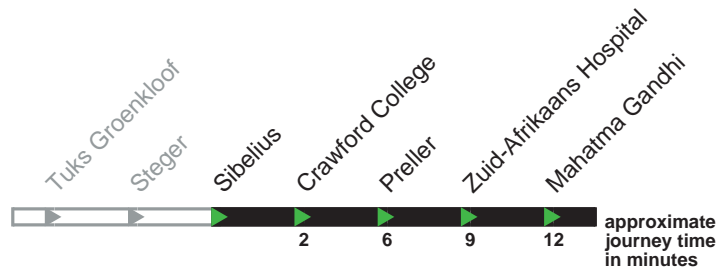 Tuks Groenkloof
Steger
Sibelius
Crawford College
Preller
Zuid-Afrikaans Hospital
Mahatma Gandhi
2 6 9 12
approximate
journey time
in minutes